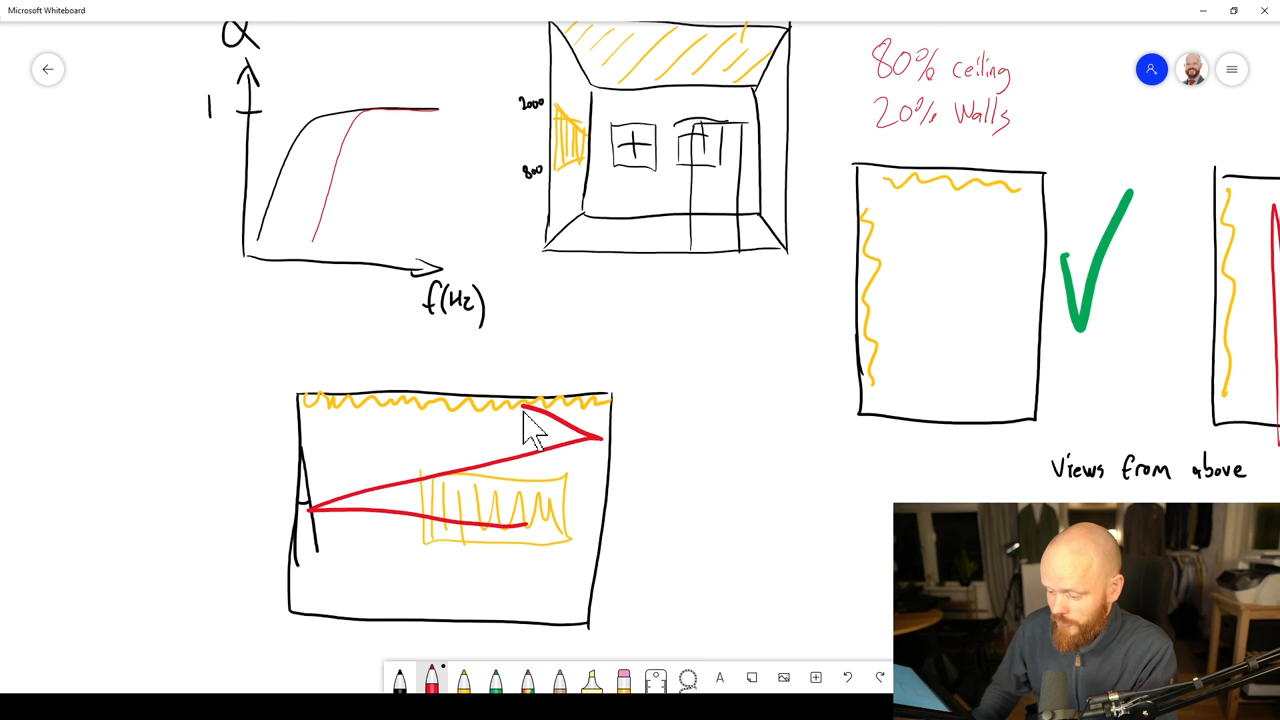 Microsoft Whiteboard
α
1
f(Hz)
2000
800
80% ceiling
20% Walls
Views from above
A